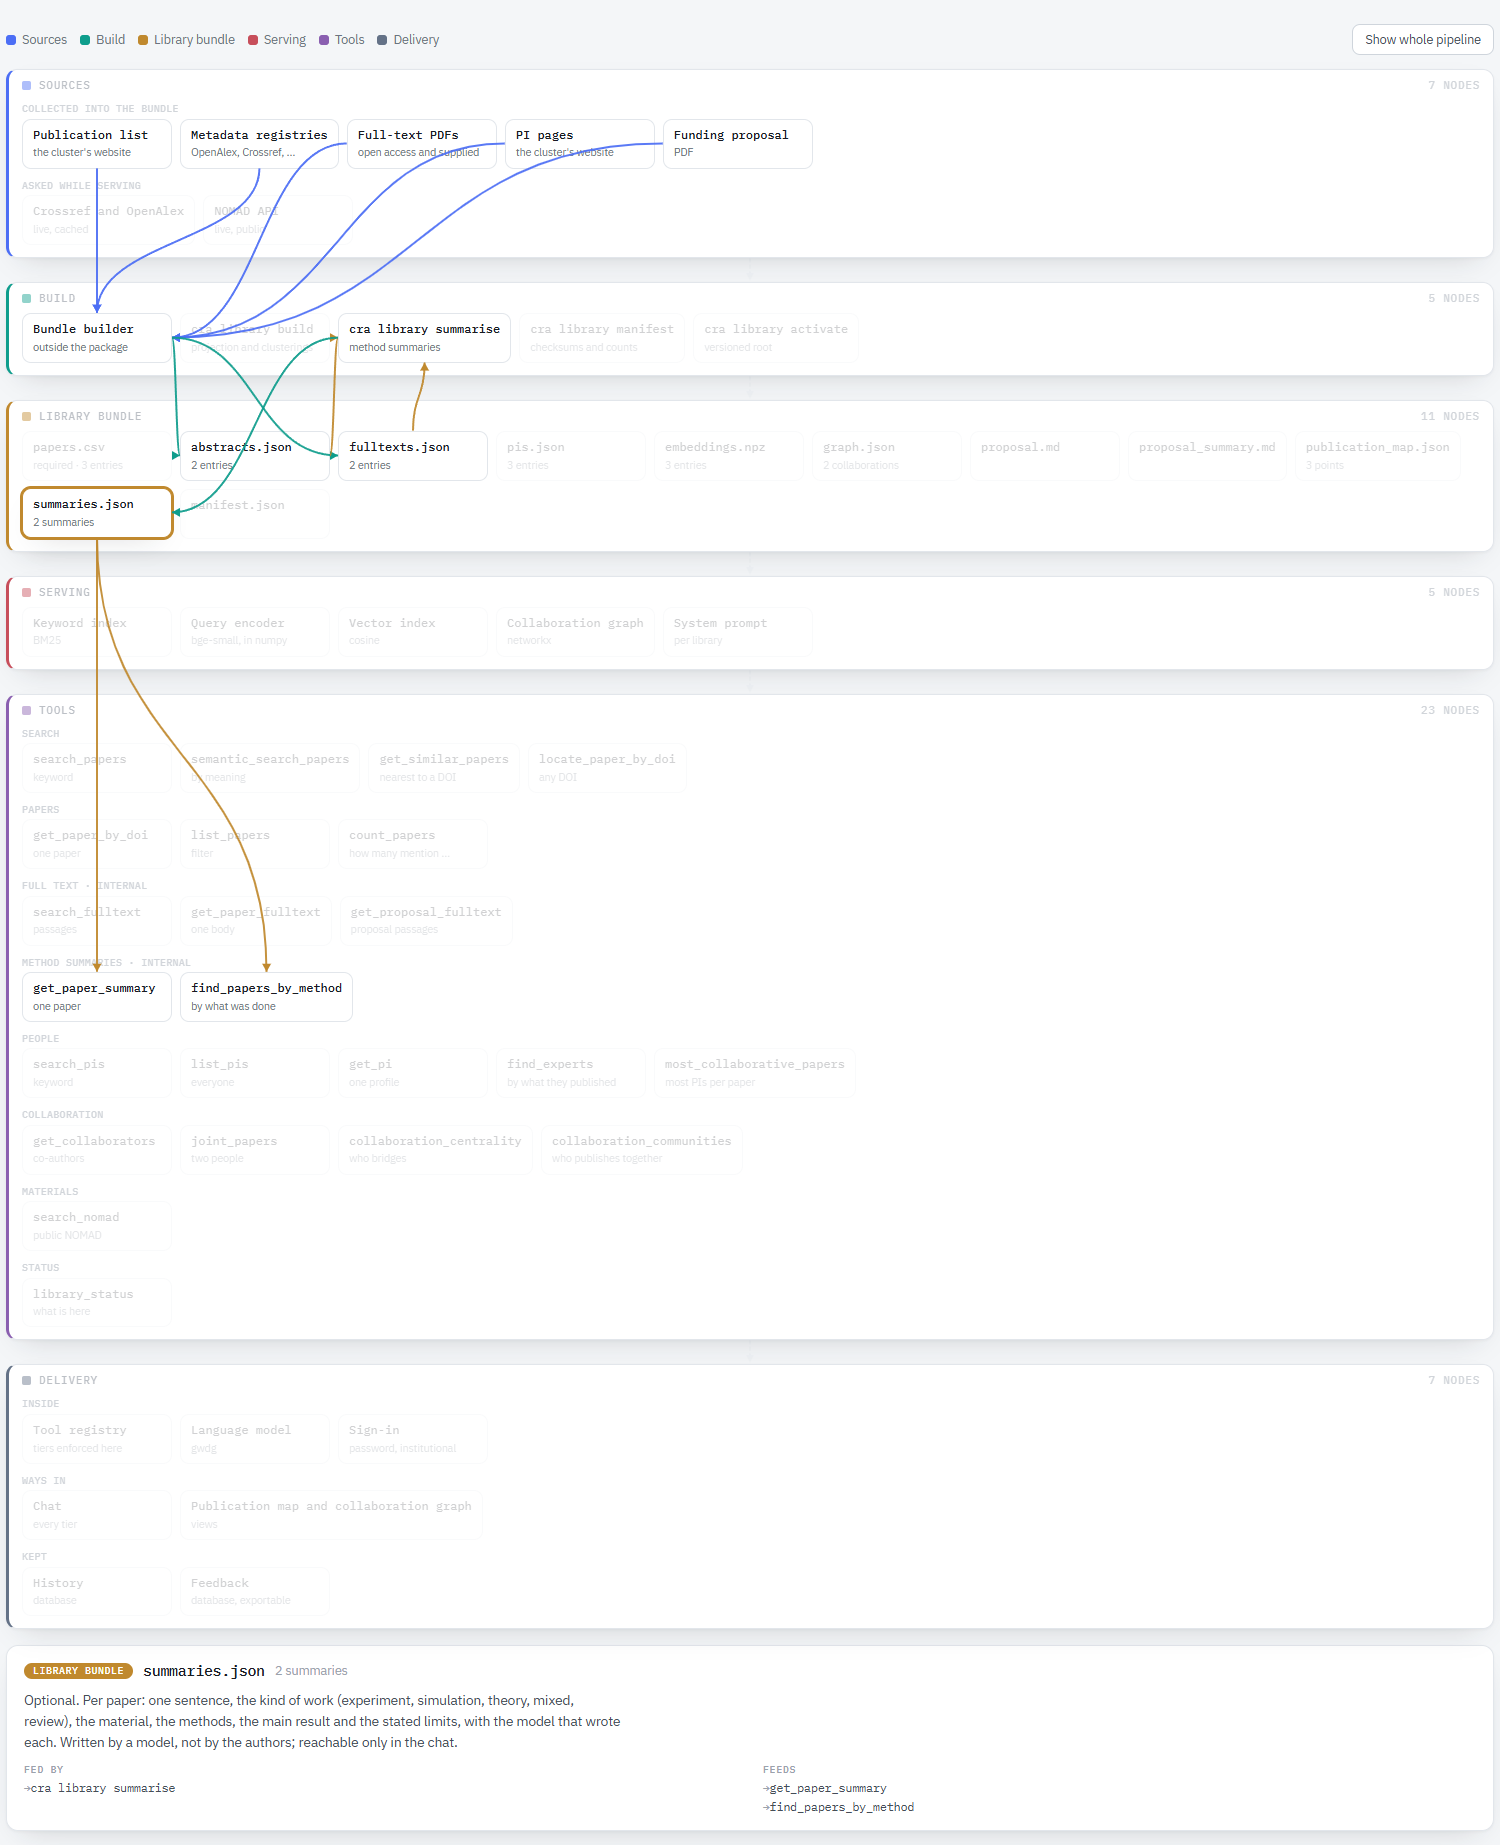 Sources Build Library bundle Serving Tools Delivery Show whole pipeline
SOURCES 7 NODES
COLLECTED INTO THE BUNDLE
Publication list Metadata registries Full-text PDFs PI pages Funding proposal
the cluster's website OpenAlex, Crossref, ... open access and supplied the cluster's website PDF
ASKED WHILE SERVING
Crossref and OpenAlex NOMAD API
live, cached live, public
BUILD 5 NODES
Bundle builder cra library build cra library summarise cra library manifest cra library activate
outside the package projection and clusterings method summaries checksums and counts versioned root
LIBRARY BUNDLE 11 NODES
papers.csv abstracts.json fulltexts.json pis.json embeddings.npz graph.json proposal.md proposal_summary.md publication_map.json
required · 3 entries 2 entries 2 entries 3 entries 3 entries 2 collaborations 3 points
summaries.json manifest.json
2 summaries
SERVING 5 NODES
Keyword index Query encoder Vector index Collaboration graph System prompt
BM25 bge-small, in numpy cosine networkx per library
TOOLS 23 NODES
SEARCH
search_papers semantic_search_papers get_similar_papers locate_paper_by_doi
keyword by meaning nearest to a DOI any DOI
PAPERS
get_paper_by_doi list_papers count_papers
one paper filter how many mention ...
FULL TEXT · INTERNAL
search_fulltext get_paper_fulltext get_proposal_fulltext
passages one body proposal passages
METHOD SUMMARIES · INTERNAL
get_paper_summary find_papers_by_method
one paper by what was done
PEOPLE
search_pis list_pis get_pi find_experts most_collaborative_papers
keyword everyone one profile by what they published most PIs per paper
COLLABORATION
get_collaborators joint_papers collaboration_centrality collaboration_communities
co-authors two people who bridges who publishes together
MATERIALS
search_nomad
public NOMAD
STATUS
library_status
what is here
DELIVERY 7 NODES
INSIDE
Tool registry Language model Sign-in
tiers enforced here gwdg password, institutional
WAYS IN
Chat Publication map and collaboration graph
every tier views
KEPT
History Feedback
database database, exportable
LIBRARY BUNDLE summaries.json 2 summaries
Optional. Per paper: one sentence, the kind of work (experiment, simulation, theory, mixed,
review), the material, the methods, the main result and the stated limits, with the model that wrote
each. Written by a model, not by the authors; reachable only in the chat.
FED BY FEEDS
→cra library summarise →get_paper_summary
→find_papers_by_method